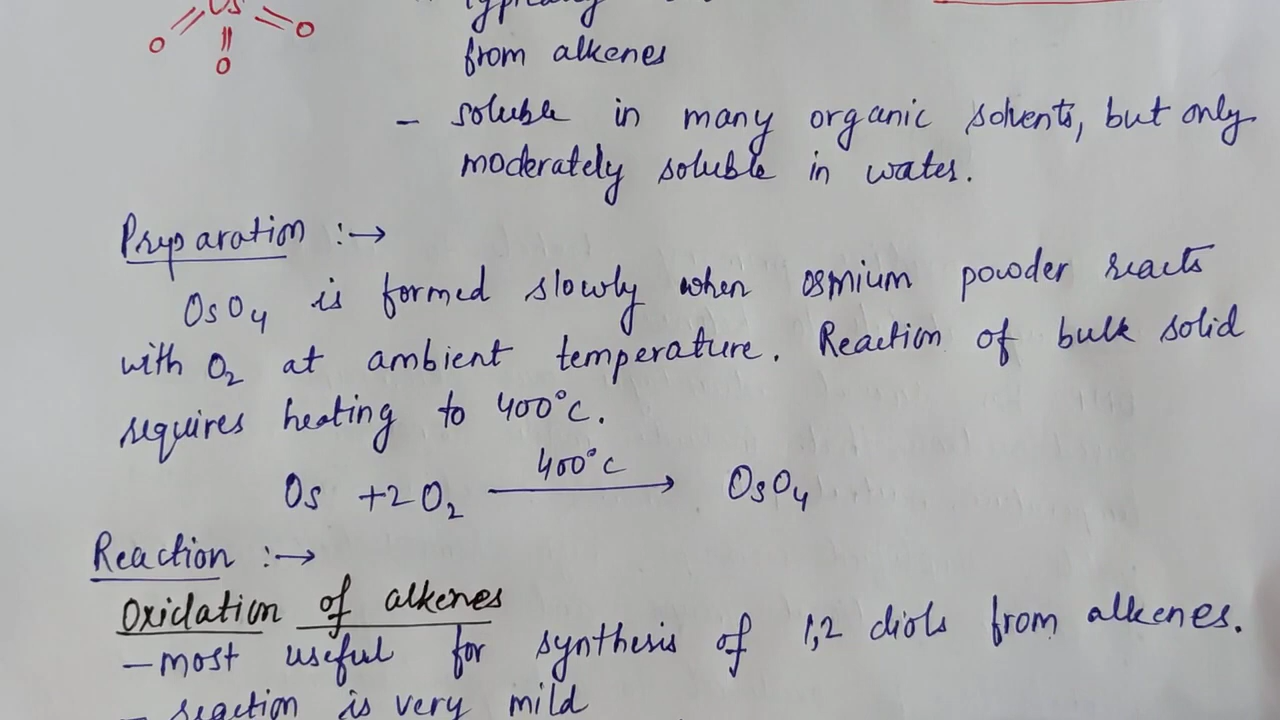 Os
O O
O
typically
from alkenes
- soluble in many organic solvents, but only
moderately soluble in water.
Preparation :→
OsO₄ is formed slowly when osmium powder reacts
with O₂ at ambient temperature. Reaction of bulk solid
requires heating to 400°C.
400°C
Os +2O₂ ⟶ OsO₄
Reaction :→
Oxidation of alkenes
- most useful for synthesis of 1,2 diols from alkenes.
- reaction is very mild